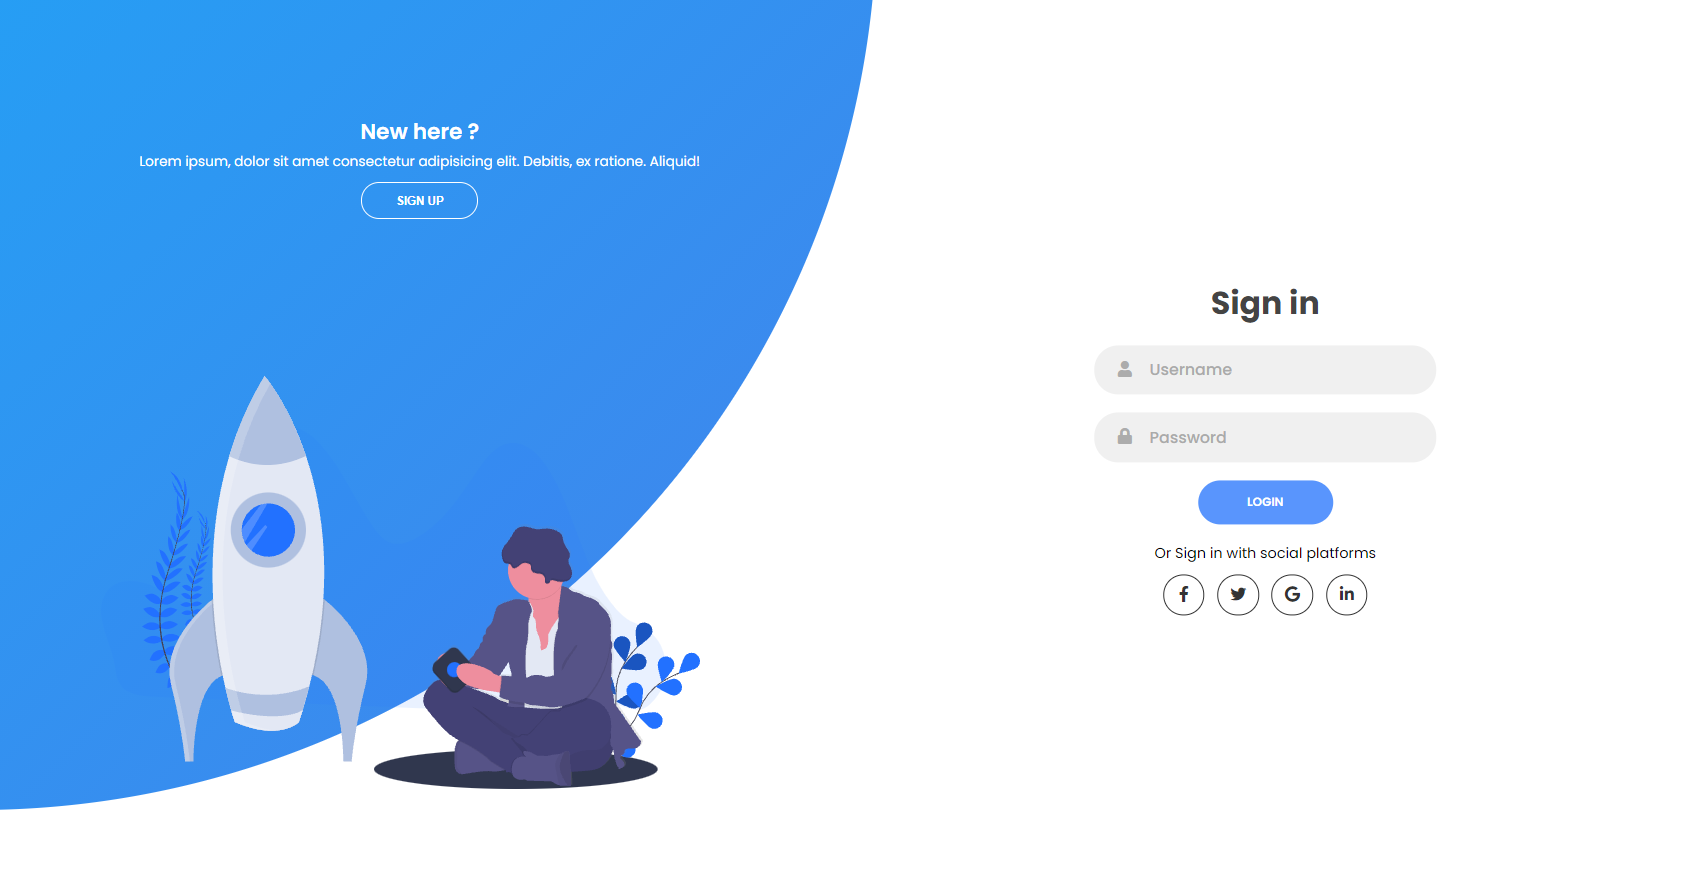 New here ?
Lorem ipsum, dolor sit amet consectetur adipisicing elit. Debitis, ex ratione. Aliquid!
SIGN UP
Sign in
Username
Password
LOGIN
Or Sign in with social platforms